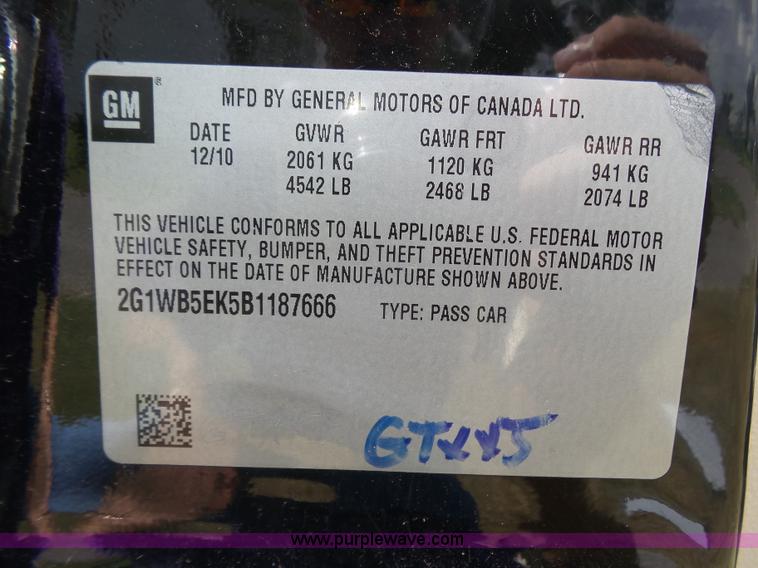 GM
MFD BY GENERAL MOTORS OF CANADA LTD.
DATE GVWR GAWR FRT GAWR RR
12/10 2061 KG 1120 KG 941 KG
4542 LB 2468 LB 2074 LB
THIS VEHICLE CONFORMS TO ALL APPLICABLE U.S. FEDERAL MOTOR
VEHICLE SAFETY, BUMPER, AND THEFT PREVENTION STANDARDS IN
EFFECT ON THE DATE OF MANUFACTURE SHOWN ABOVE.
2G1WB5EK5B1187666 TYPE: PASS CAR
www.purplewave.com